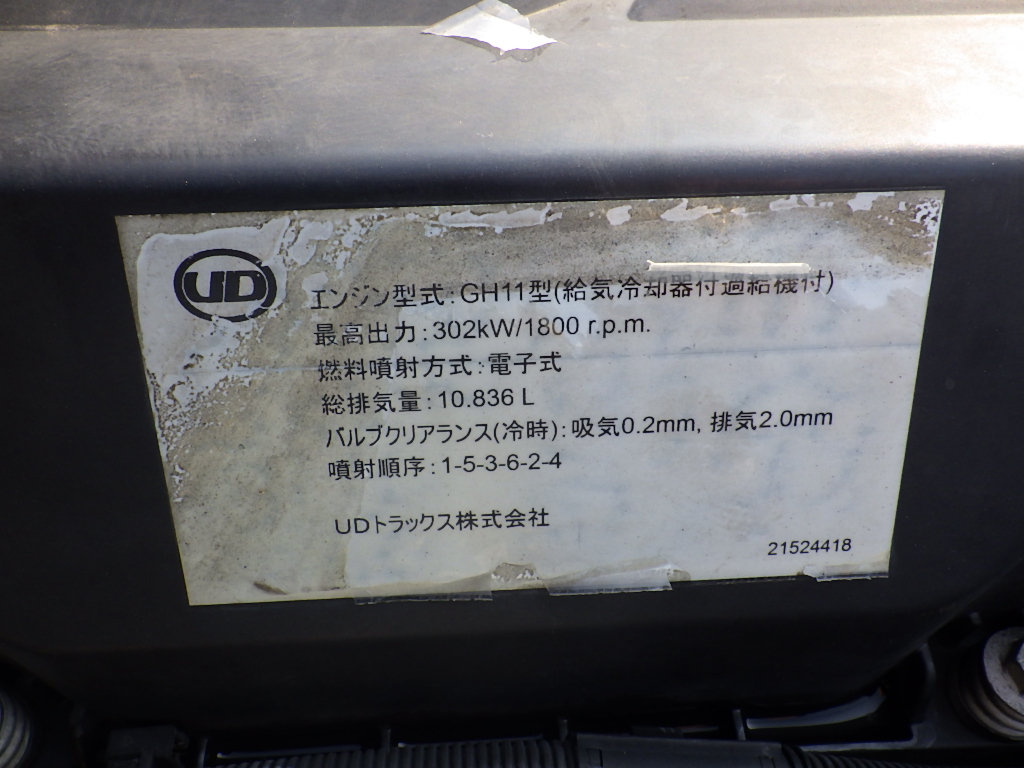 UD
エンジン型式:GH11型(給気冷却器付過給機付)
最高出力:302kW/1800 r.p.m.
燃料噴射方式:電子式
総排気量:10.836 L
バルブクリアランス(冷時):吸気0.2mm, 排気2.0mm
噴射順序:1-5-3-6-2-4
UDトラックス株式会社
21524418